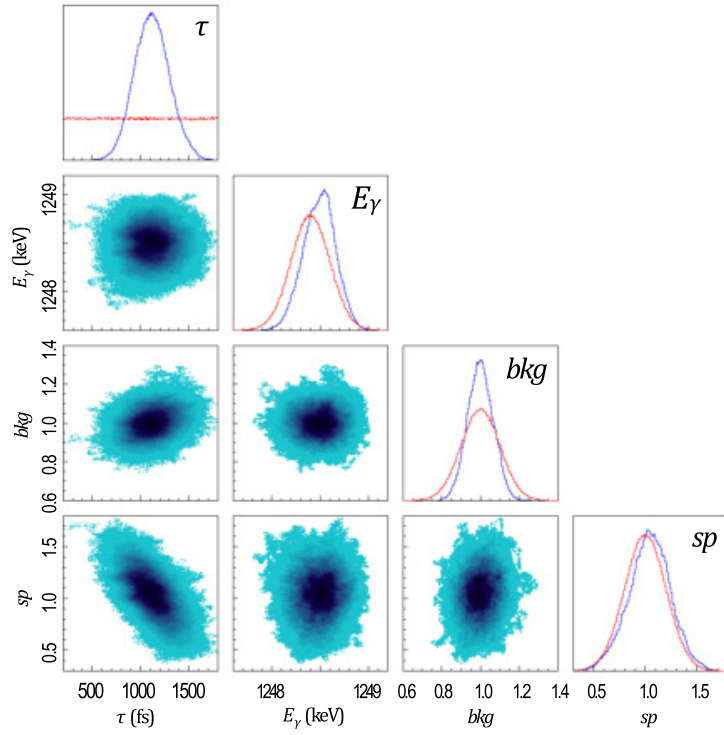 τ
1249
1248
E_γ (keV)
E_γ
1.4
1.2
1.0
0.8
0.6
bkg
bkg
1.5
1.0
0.5
sp
sp
500 1000 1500
τ (fs)
1248 1249
E_γ (keV)
0.6 0.8 1.0 1.2 1.4
bkg
0.5 1.0 1.5
sp